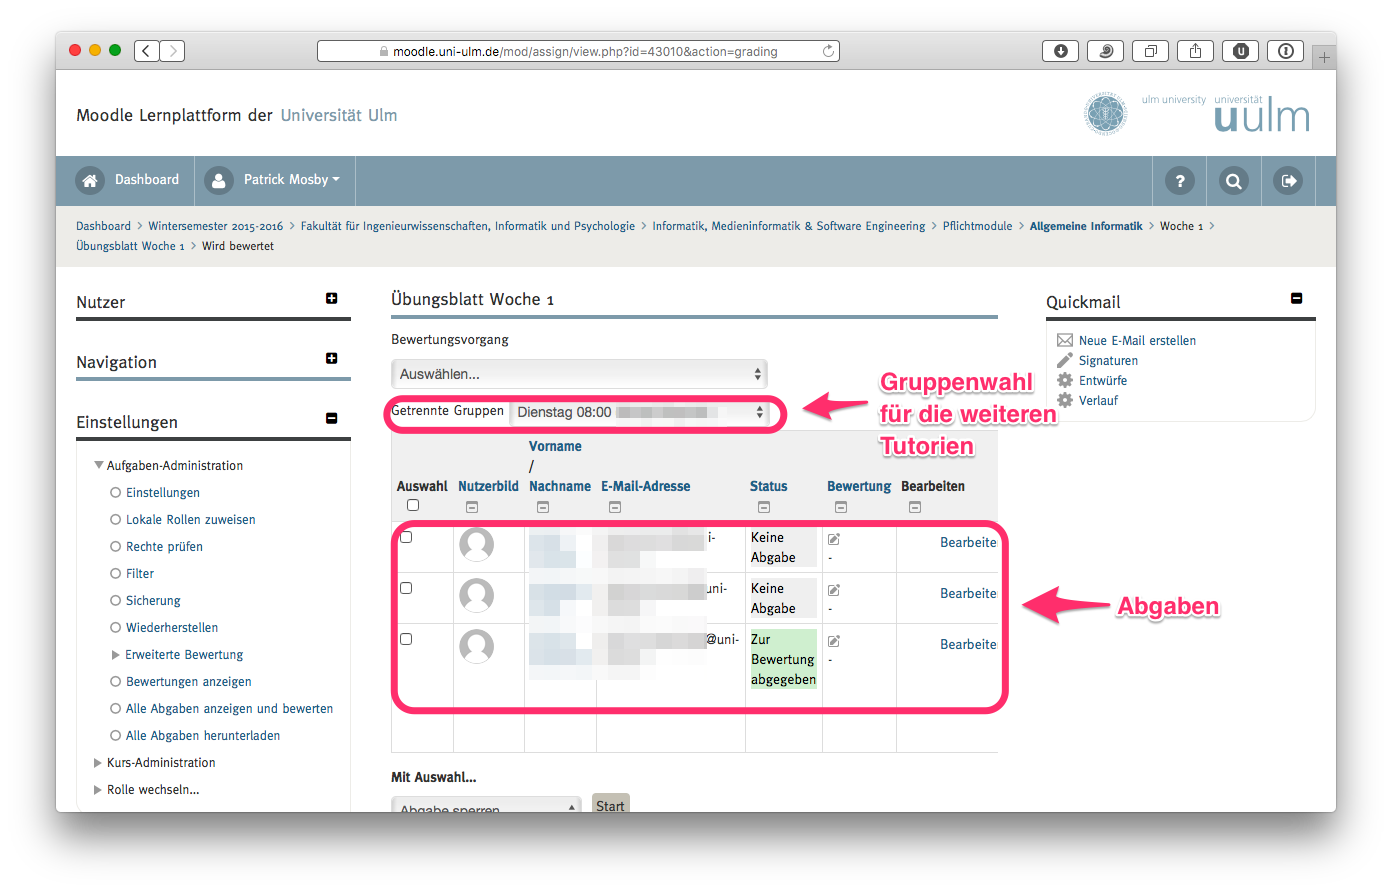 moodle.uni-ulm.de/mod/assign/view.php?id=43010&action=grading
Moodle Lernplattform der Universität Ulm
ulm university universität
uulm
Dashboard
Patrick Mosby
?
Dashboard > Wintersemester 2015-2016 > Fakultät für Ingenieurwissenschaften, Informatik und Psychologie > Informatik, Medieninformatik & Software Engineering > Pflichtmodule > Allgemeine Informatik > Woche 1 >
Übungsblatt Woche 1 > Wird bewertet
Nutzer
Navigation
Einstellungen
Aufgaben-Administration
Einstellungen
Lokale Rollen zuweisen
Rechte prüfen
Filter
Sicherung
Wiederherstellen
Erweiterte Bewertung
Bewertungen anzeigen
Alle Abgaben anzeigen und bewerten
Alle Abgaben herunterladen
Kurs-Administration
Rolle wechseln...
Übungsblatt Woche 1
Bewertungsvorgang
Auswählen...
Getrennte Gruppen Dienstag 08:00
Gruppenwahl
für die weiteren
Tutorien
Vorname
/
Auswahl Nutzerbild Nachname E-Mail-Adresse Status Bewertung Bearbeiten
i- Keine
Abgabe -
Bearbeite
uni- Keine
Abgabe -
Bearbeite
@uni- Zur
Bewertung -
abgegeben
Bearbeite
Abgaben
Mit Auswahl...
Abgabe sperren Start
Quickmail
Neue E-Mail erstellen
Signaturen
Entwürfe
Verlauf